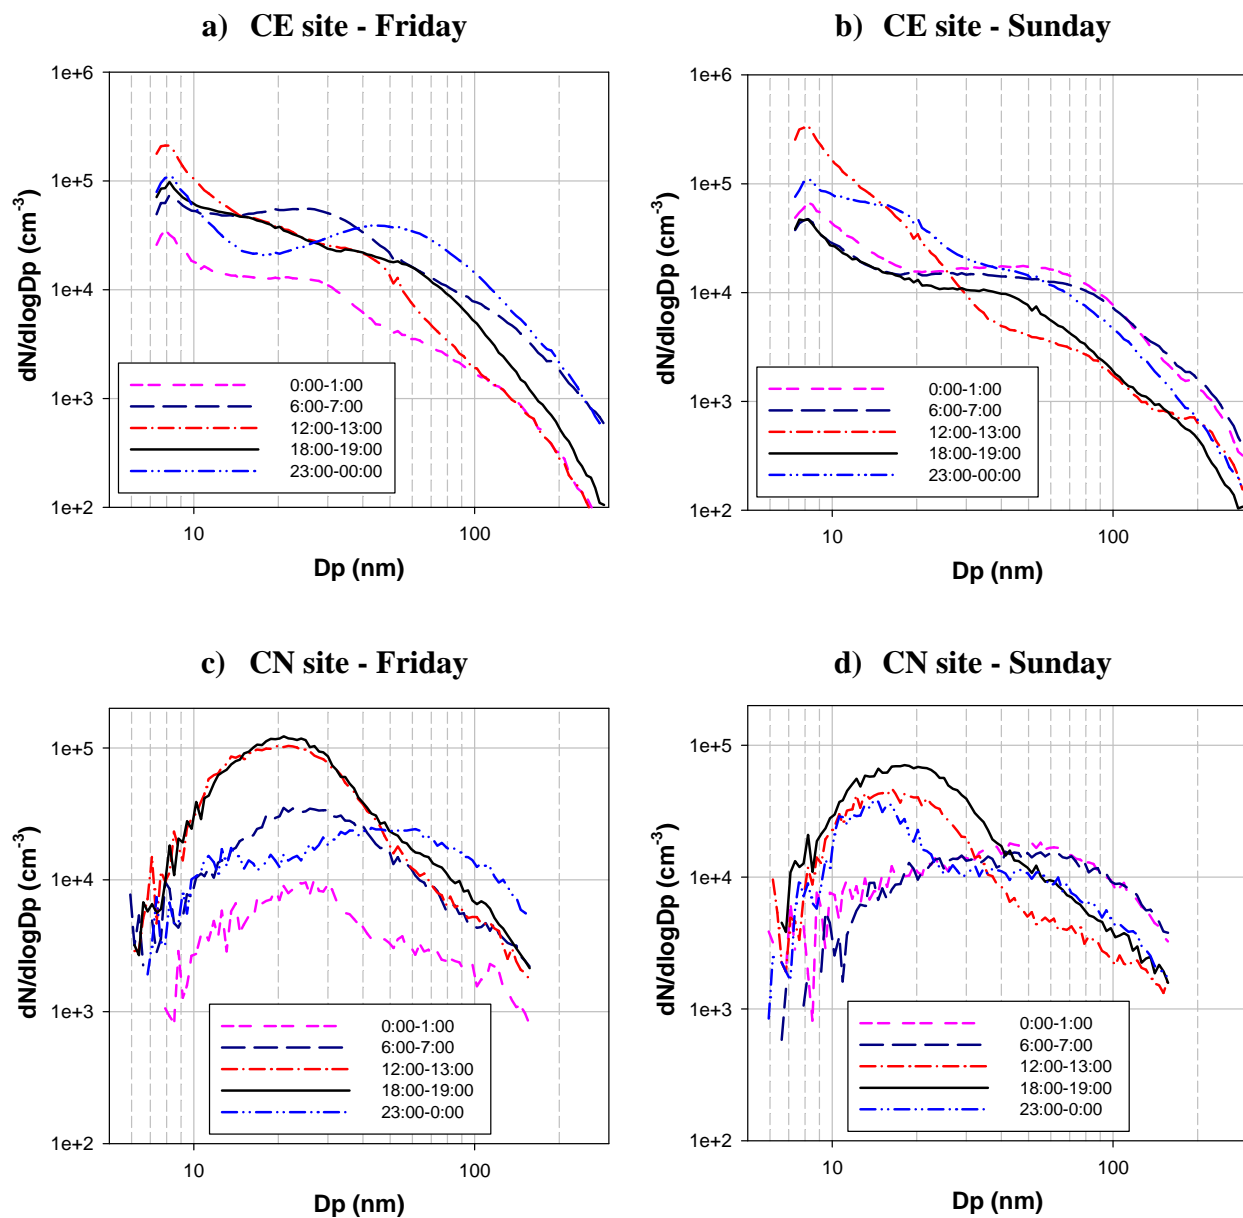 a) CE site - Friday
1e+6
1e+5
1e+4
1e+3
1e+2
dN/dlogDp (cm-3)
0:00-1:00
6:00-7:00
12:00-13:00
18:00-19:00
23:00-00:00
10
100
Dp (nm)
b) CE site - Sunday
1e+6
1e+5
1e+4
1e+3
1e+2
dN/dlogDp (cm-3)
0:00-1:00
6:00-7:00
12:00-13:00
18:00-19:00
23:00-00:00
10
100
Dp (nm)
c) CN site - Friday
1e+5
1e+4
1e+3
1e+2
dN/dlogDp (cm-3)
0:00-1:00
6:00-7:00
12:00-13:00
18:00-19:00
23:00-0:00
10
100
Dp (nm)
d) CN site - Sunday
1e+5
1e+4
1e+3
1e+2
dN/dlogDp (cm-3)
0:00-1:00
6:00-7:00
12:00-13:00
18:00-19:00
23:00-0:00
10
100
Dp (nm)